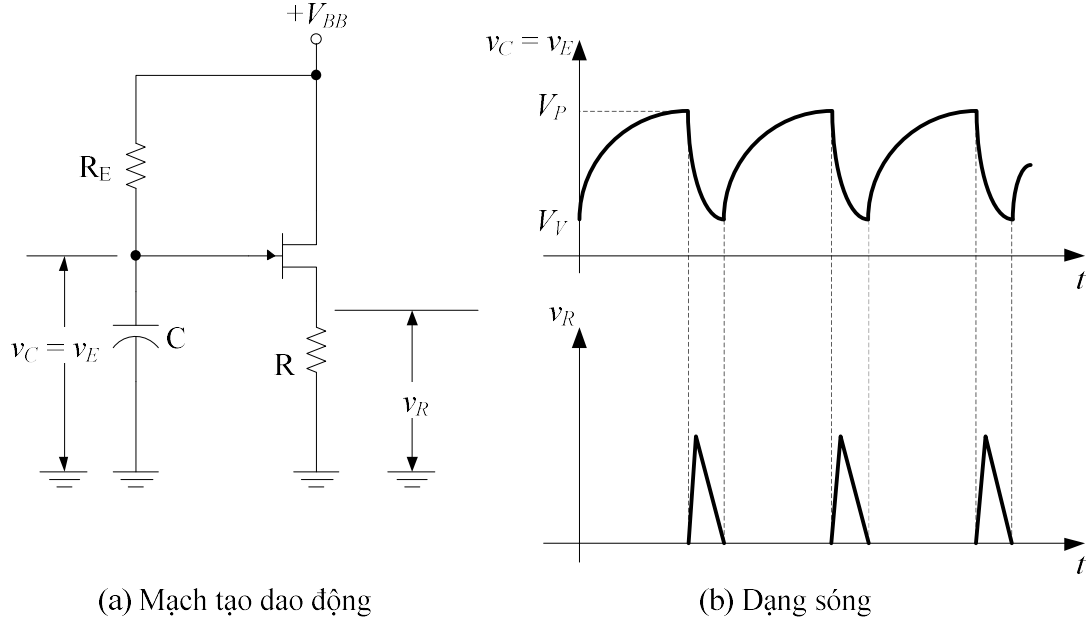 +V_BB
R_E
C
v_C = v_E
R
v_R
(a) Mạch tạo dao động
v_C = v_E
V_P
V_V
t
v_R
t
(b) Dạng sóng